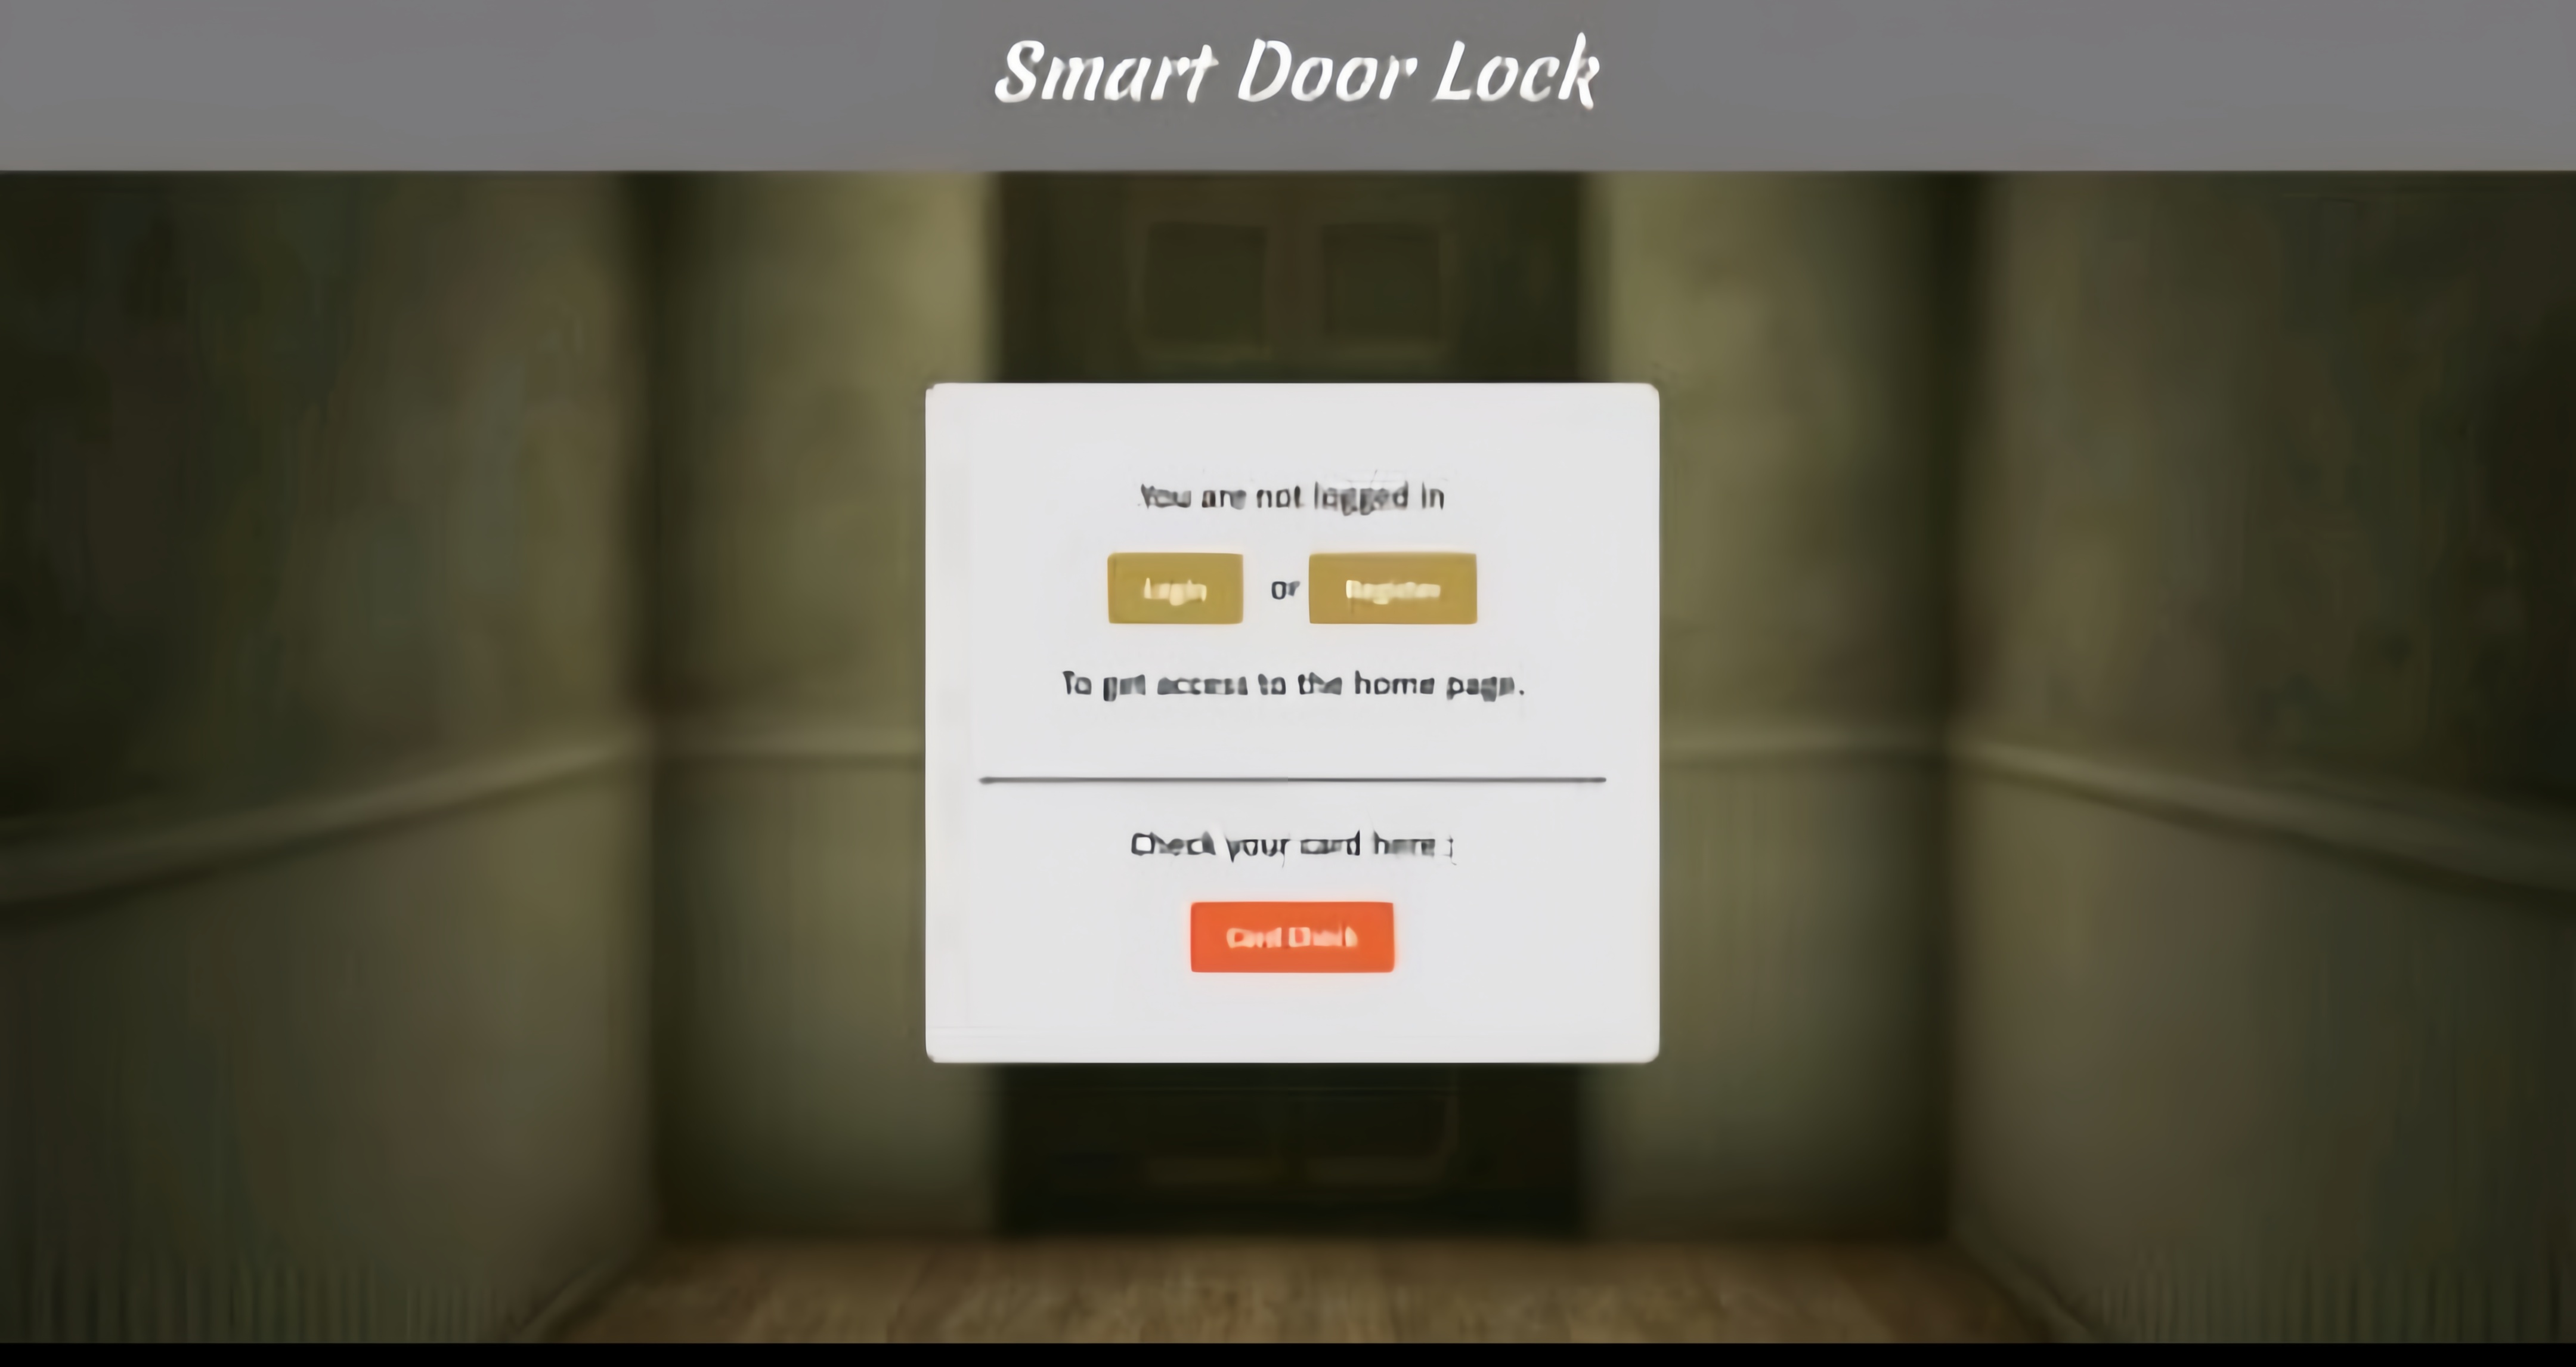 Smart Door Lock
You are not logged in
Login or Register
To get access to the home page.
Check your card here :
Card Check